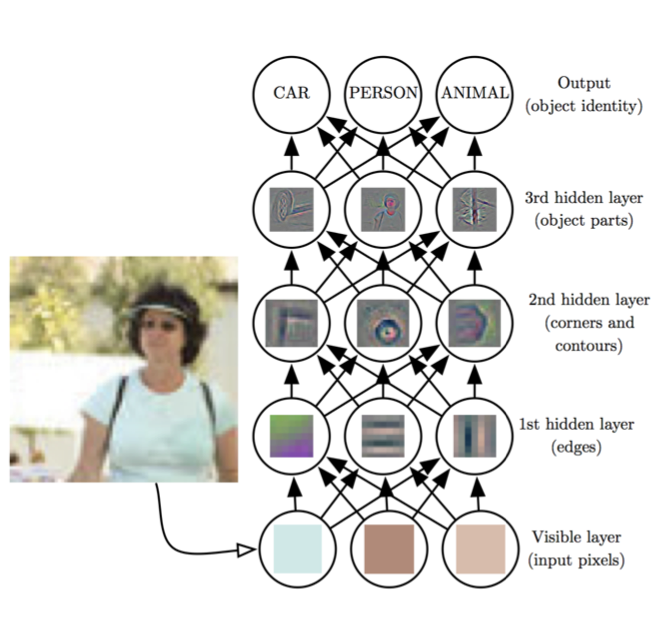 CAR
PERSON
ANIMAL
Output
(object identity)
3rd hidden layer
(object parts)
2nd hidden layer
(corners and
contours)
1st hidden layer
(edges)
Visible layer
(input pixels)